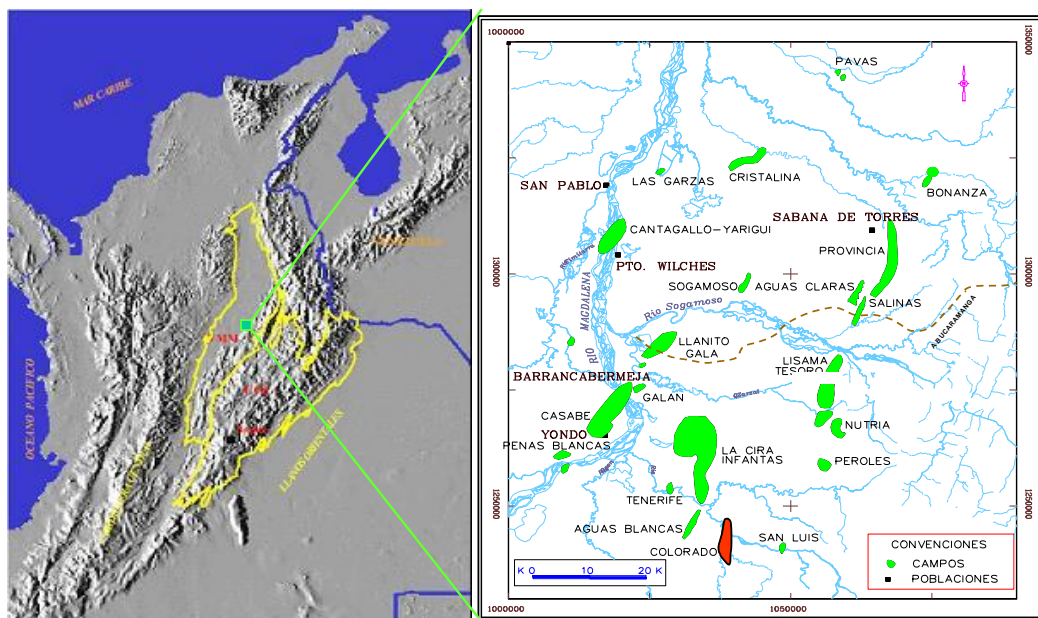 MAR CARIBE
OCEANO PACIFICO
LLANOS ORIENTALES
1000000
1350000
PAVAS
LAS GARZAS
CRISTALINA
BONANZA
SAN PABLO
SABANA DE TORRES
CANTAGALLO-YARIGUI
PROVINCIA
PTO. WILCHES
1300000
1300000
SOGAMOSO
AGUAS CLARAS
SALINAS
RIO MAGDALENA
Rio Sogamoso
A BUCARAMANGA
LLANITO
GALA
LISAMA
TESORO
BARRANCABERMEJA
GALAN
CASABE
NUTRIA
YONDO
PENAS BLANCAS
LA CIRA
INFANTAS
PEROLES
TENERIFE
1250000
1250000
AGUAS BLANCAS
COLORADO
SAN LUIS
CONVENCIONES
CAMPOS
POBLACIONES
K 0 10 20 K
1000000
1050000